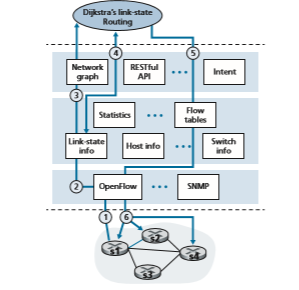 Dijkstra's link-state
Routing
4
5
Network
graph
RESTful
API
Intent
3
Statistics
Flow
tables
Link-state
info
Host info
Switch
info
2
OpenFlow
SNMP
1
6
s1
s2
s3
s4